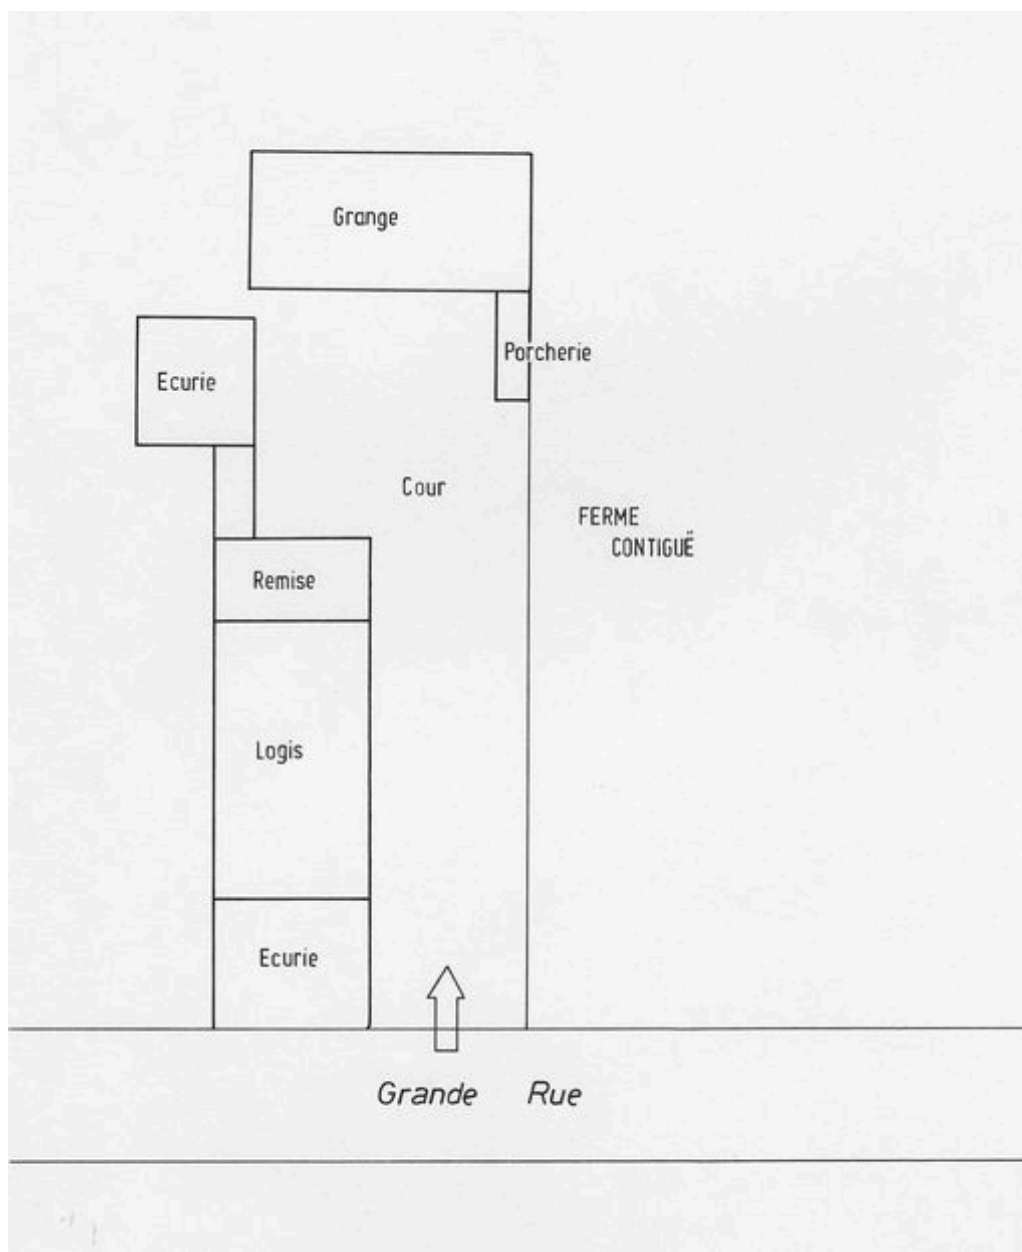 Grange
Porcherie
Ecurie
Cour
FERME
CONTIGUË
Remise
Logis
Ecurie
Grande Rue